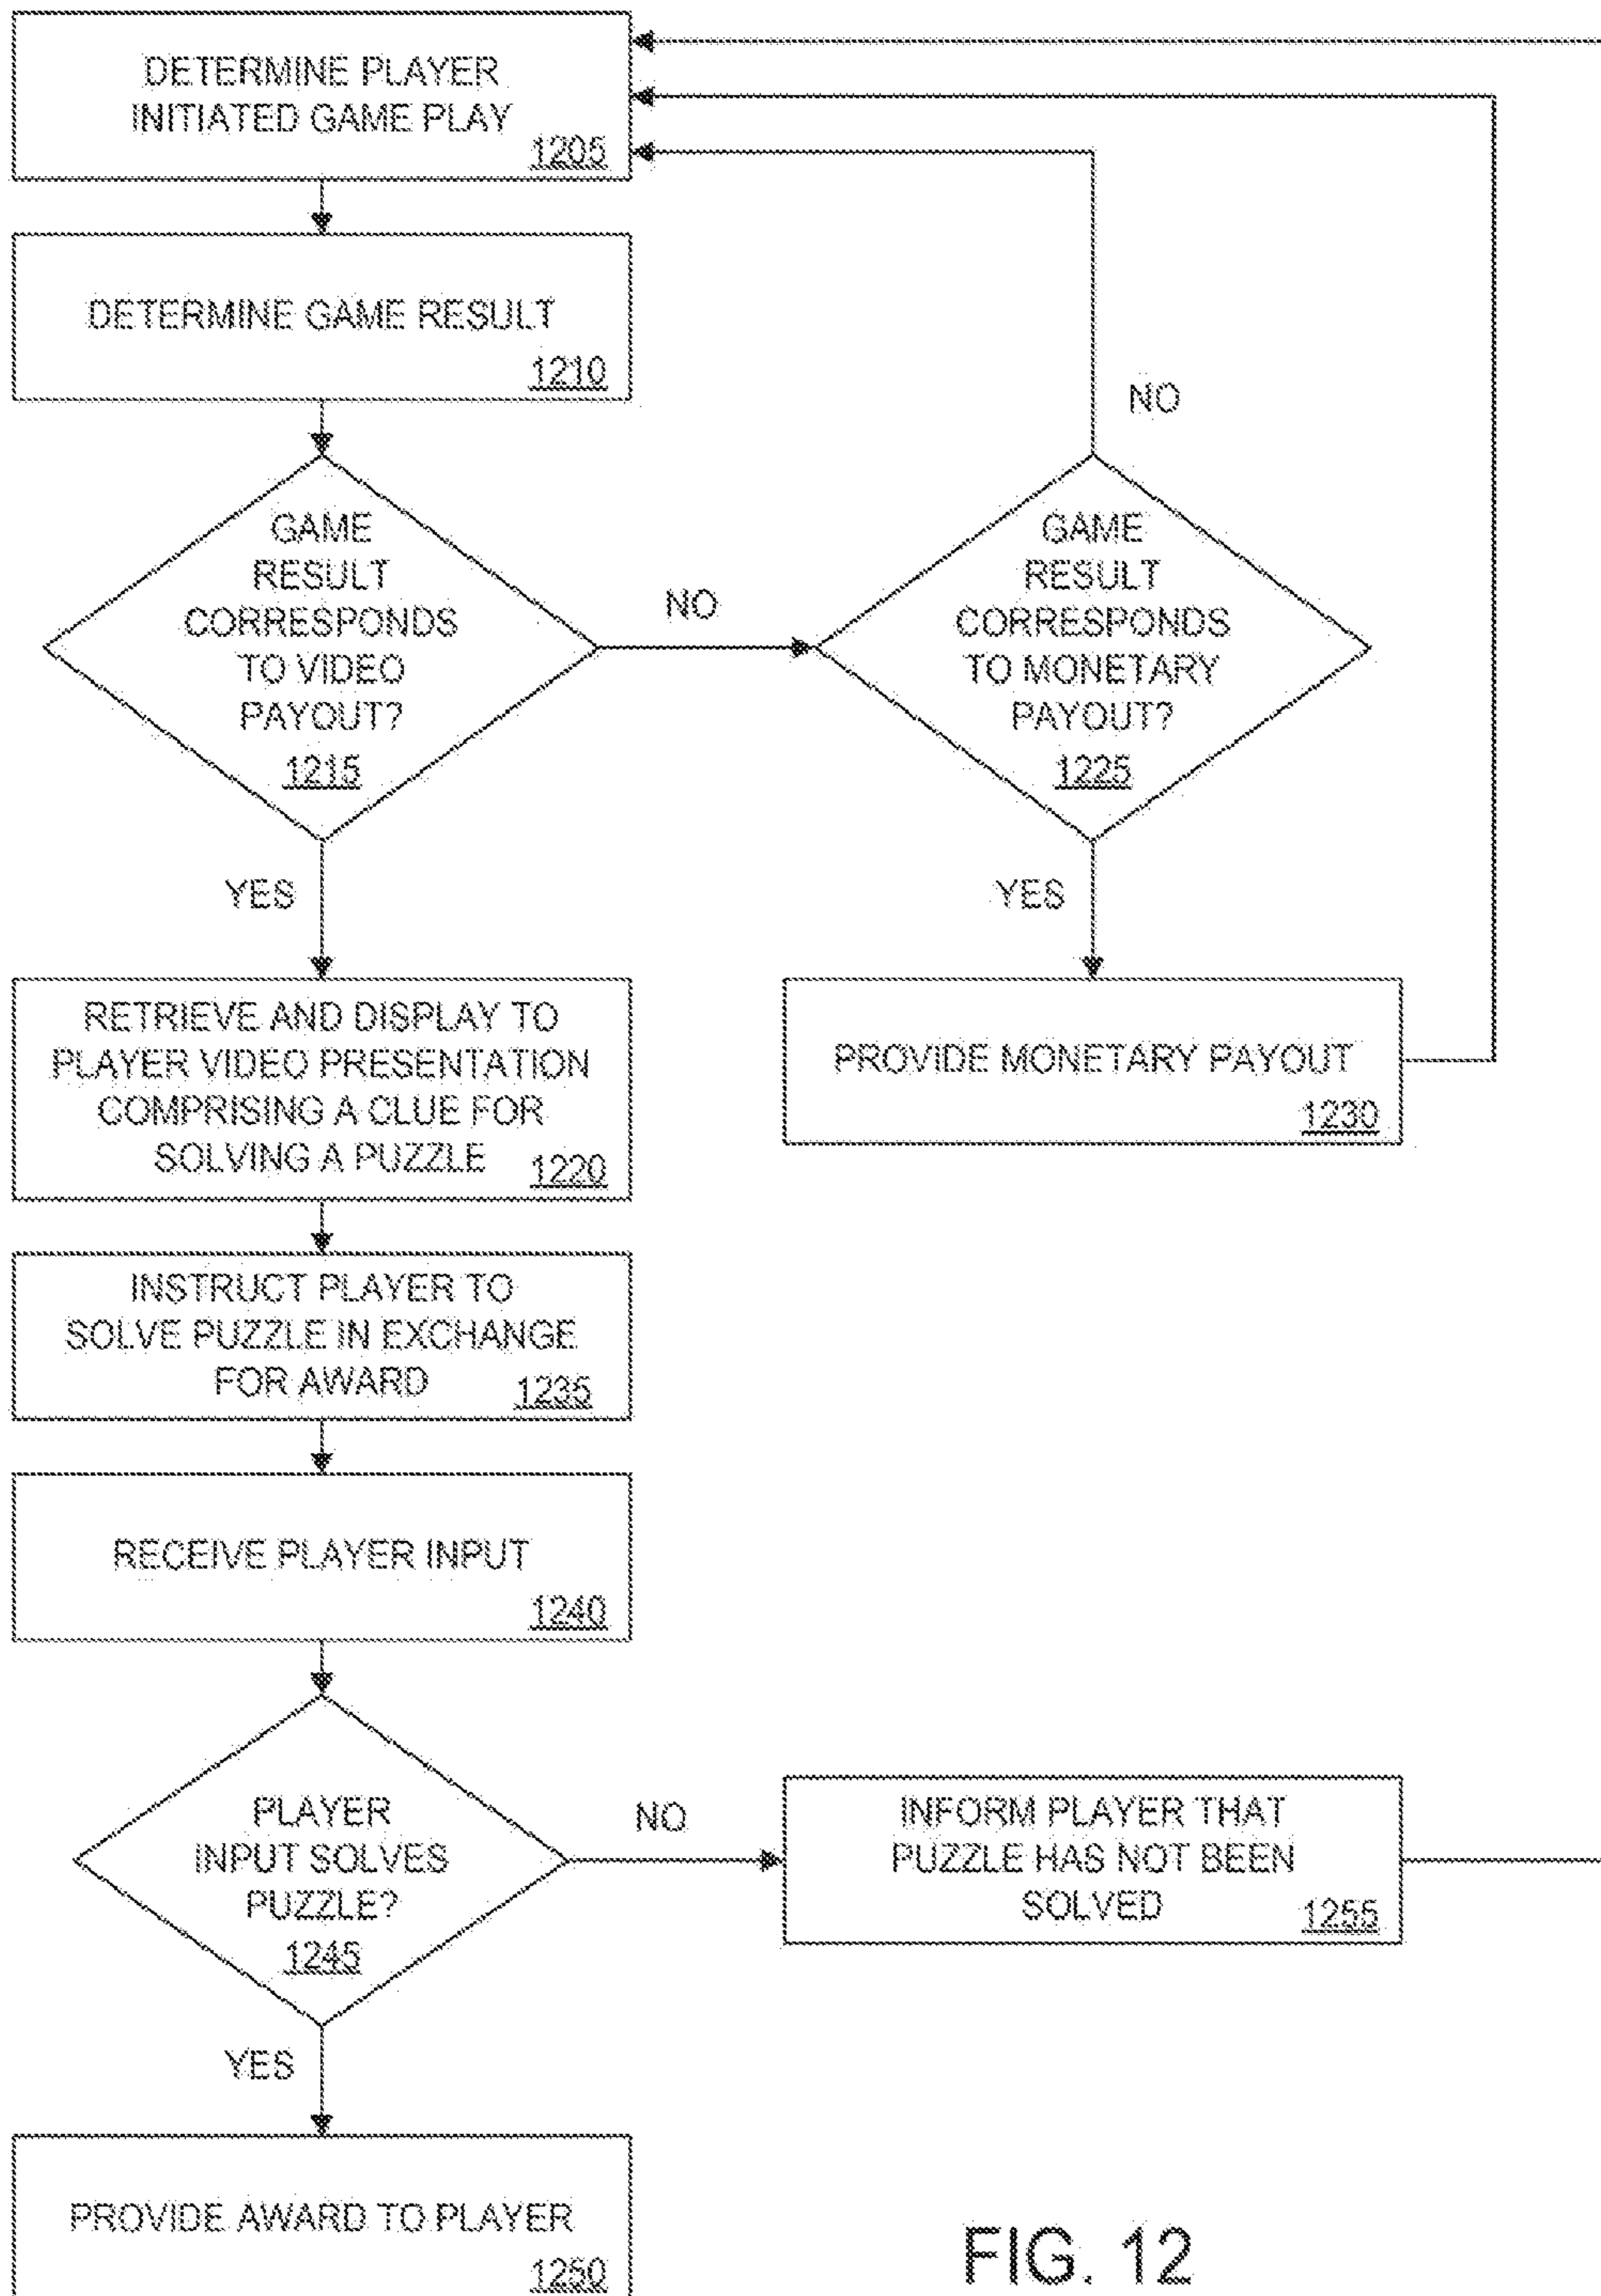 DETERMINE PLAYER
INITIATED GAME PLAY
1205
DETERMINE GAME RESULT
1210
GAME
RESULT
CORRESPONDS
TO VIDEO
PAYOUT?
1215
NO
GAME
RESULT
CORRESPONDS
TO MONETARY
PAYOUT?
1225
NO
YES
YES
RETRIEVE AND DISPLAY TO
PLAYER VIDEO PRESENTATION
COMPRISING A CLUE FOR
SOLVING A PUZZLE
1220
PROVIDE MONETARY PAYOUT
1230
INSTRUCT PLAYER TO
SOLVE PUZZLE IN EXCHANGE
FOR AWARD
1235
RECEIVE PLAYER INPUT
1240
PLAYER
INPUT SOLVES
PUZZLE?
1245
NO
INFORM PLAYER THAT
PUZZLE HAS NOT BEEN
SOLVED
1255
YES
PROVIDE AWARD TO PLAYER
1250
FIG. 12